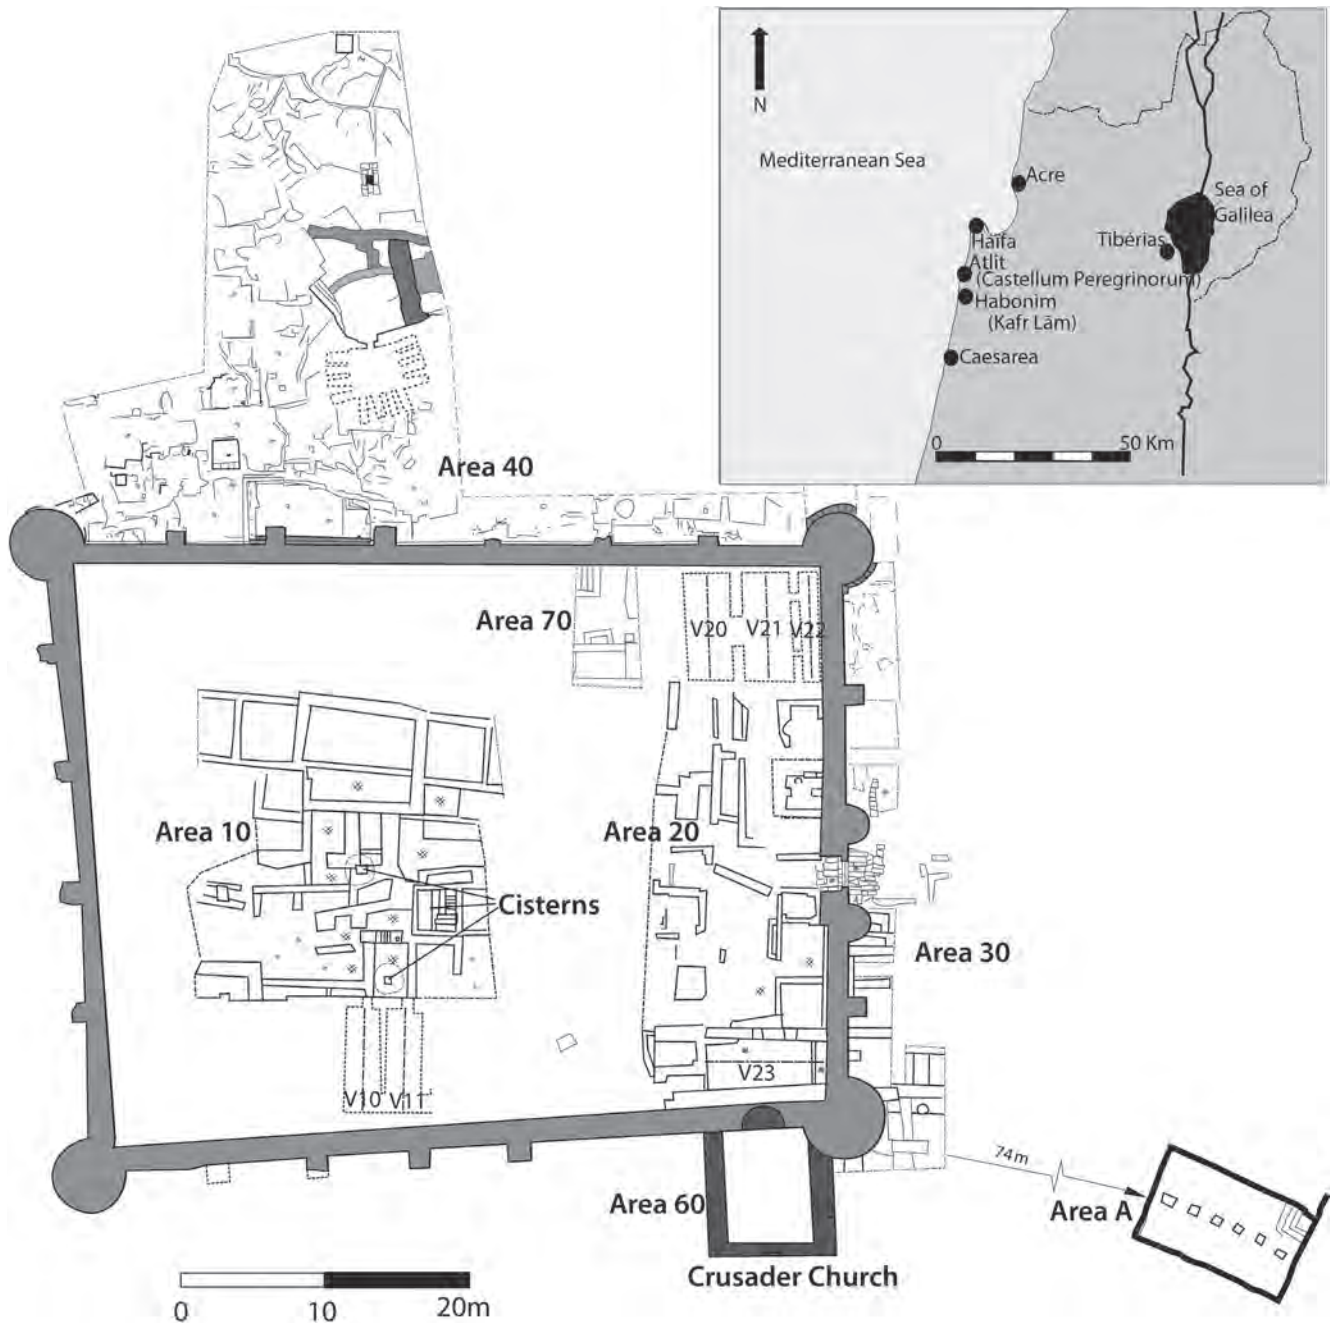 N
Mediterranean Sea
Acre
Sea of
Galilea
Haïfa
Tibérias
Atlit
(Castellum Peregrinorum)
Habonim
(Kafr Lām)
Caesarea
0
50 Km
Area 40
Area 70
V20
V21
V22
Area 10
Area 20
Cisterns
Area 30
V23
V10
V11
74m
Area 60
Area A
Crusader Church
0
10
20m